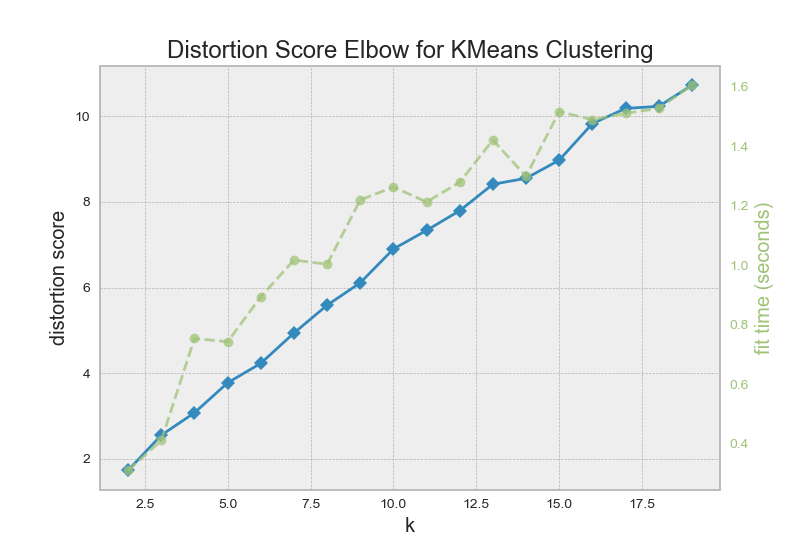 Distortion Score Elbow for KMeans Clustering
distortion score
10
8
6
4
2
2.5 5.0 7.5 10.0 12.5 15.0 17.5
k
1.6
1.4
1.2
1.0
0.8
0.6
0.4
fit time (seconds)